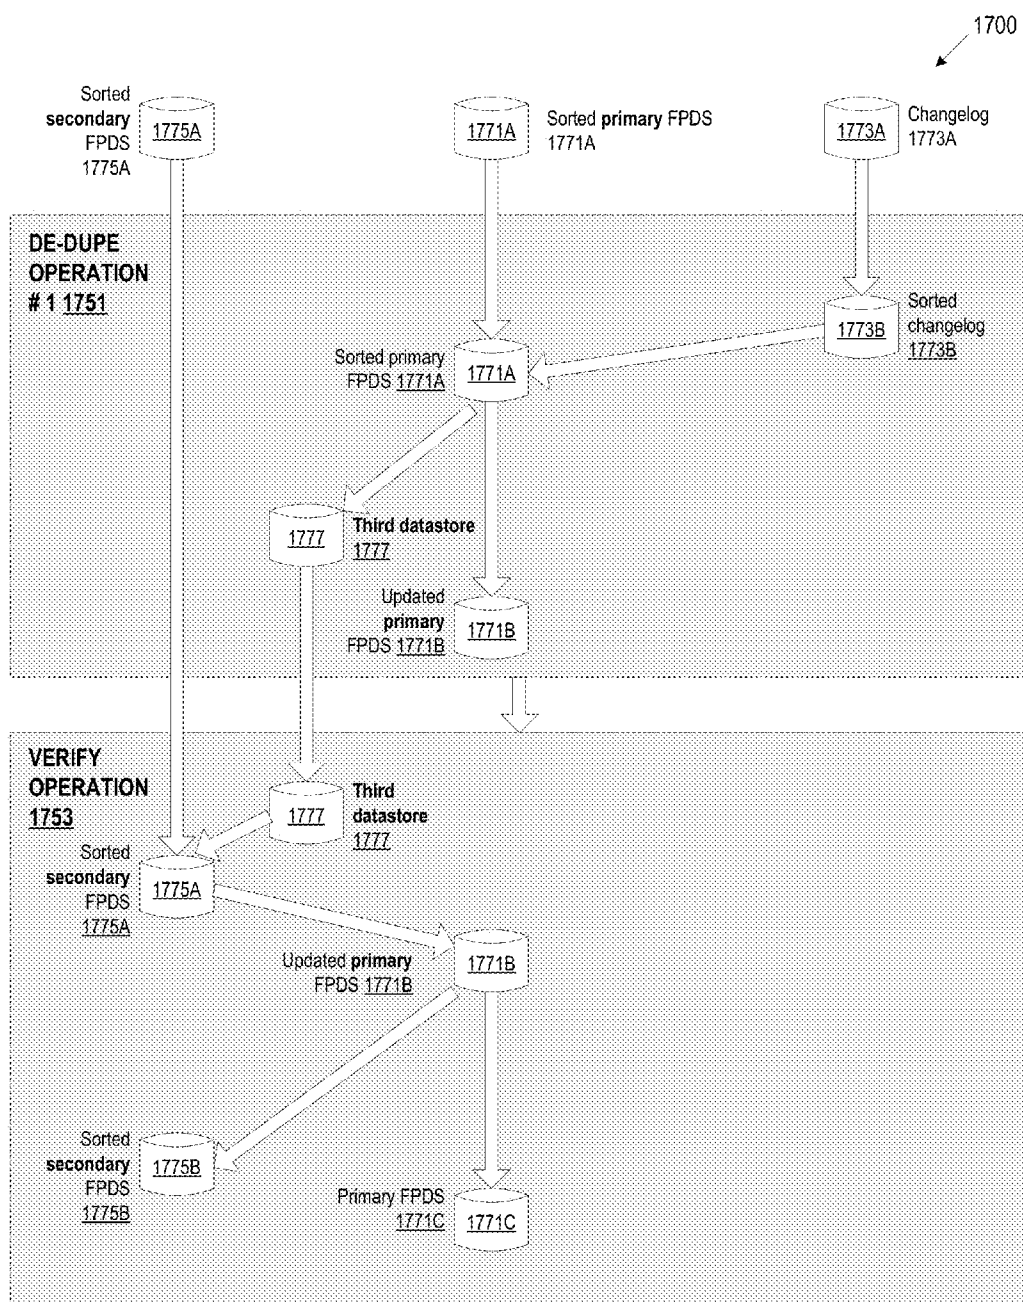 1700
Sorted
secondary
FPDS
1775A
1775A
1771A
Sorted primary FPDS
1771A
1773A
Changelog
1773A
DE-DUPE
OPERATION
# 1 1751
1773B
Sorted
changelog
1773B
Sorted primary
FPDS 1771A
1771A
1777
Third datastore
1777
Updated
primary
FPDS 1771B
1771B
VERIFY
OPERATION
1753
1777
Third
datastore
1777
Sorted
secondary
FPDS
1775A
1775A
Updated primary
FPDS 1771B
1771B
Sorted
secondary
FPDS
1775B
1775B
Primary FPDS
1771C
1771C